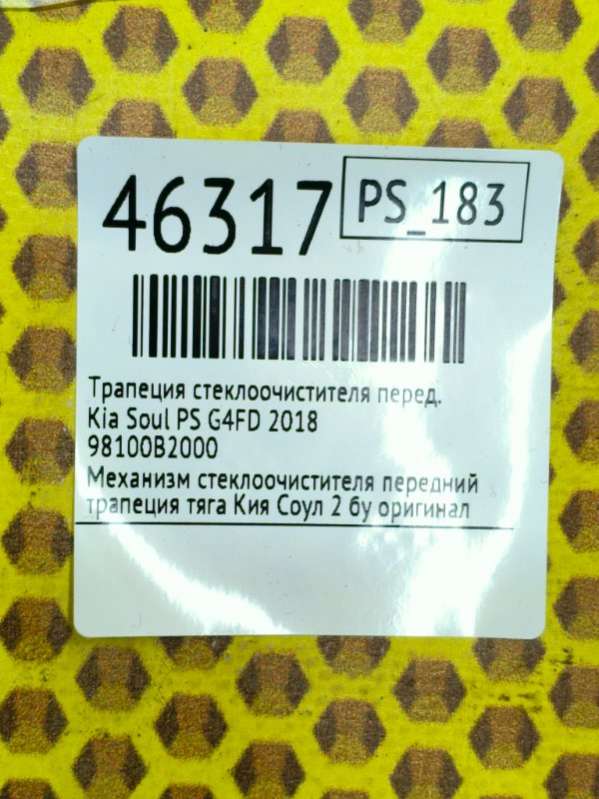 46317
PS_183
Трапеция стеклоочистителя перед.
Kia Soul PS G4FD 2018
98100B2000
Механизм стеклоочистителя передний
трапеция тяга Кия Соул 2 бу оригинал